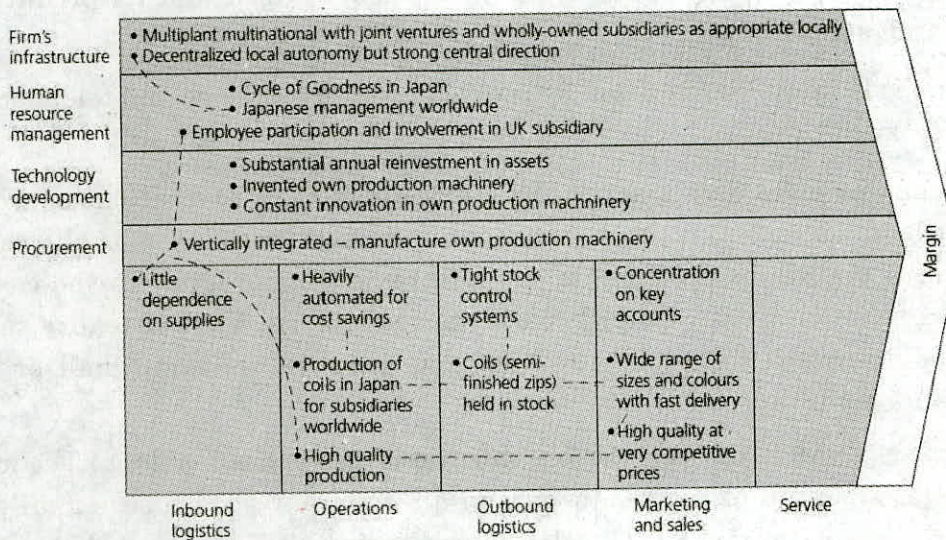 Firm's
infrastructure
• Multiplant multinational with joint ventures and wholly-owned subsidiaries as appropriate locally
• Decentralized local autonomy but strong central direction
Human
resource
management
• Cycle of Goodness in Japan
• Japanese management worldwide
• Employee participation and involvement in UK subsidiary
Technology
development
• Substantial annual reinvestment in assets
• Invented own production machinery
• Constant innovation in own production machninery
Procurement
• Vertically integrated – manufacture own production machinery
• Little
dependence
on supplies
• Heavily
automated for
cost savings
• Production of
coils in Japan
for subsidiaries
worldwide
• High quality
production
• Tight stock
control
systems
• Coils (semi-
finished zips)
held in stock
• Concentration
on key
accounts
• Wide range of
sizes and colours
with fast delivery
• High quality at
very competitive
prices
Margin
Inbound
logistics
Operations
Outbound
logistics
Marketing
and sales
Service